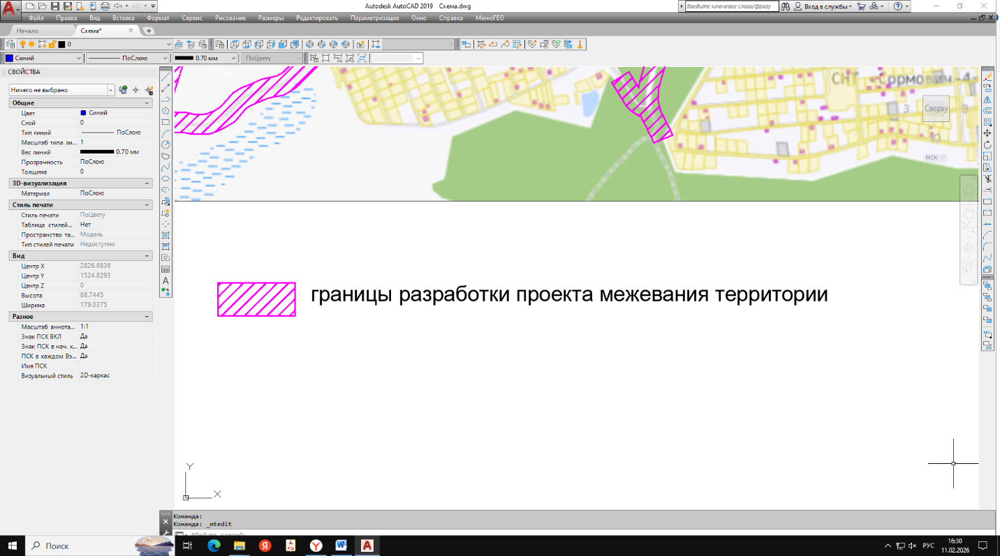 Autodesk AutoCAD 2019 Схема.dwg
Введите ключевое слово/фразу
Вход в службы
Файл Правка Вид Вставка Формат Сервис Рисование Размеры Редактировать Параметризация Окно Справка МенюГЕО
Начало Схема*
0
Синий ПоСлою 0.70 мм ПоЦвету
СВОЙСТВА
Ничего не выбрано
Общие
Цвет Синий
Слой 0
Тип линий ПоСлою
Масштаб типа ли... 1
Вес линий 0.70 мм
Прозрачность ПоСлою
Толщина 0
3D-визуализация
Материал ПоСлою
Стиль печати
Стиль печати ПоЦвету
Таблица стилей... Нет
Пространство та... Модель
Тип стилей печати Недоступно
Вид
Центр X 2826.6836
Центр Y 1524.8293
Центр Z 0
Высота 88.7445
Ширина 179.0375
Разное
Масштаб аннота... 1:1
Знак ПСК ВКЛ Да
Знак ПСК в нач. к... Да
ПСК в каждом Вэ... Да
Имя ПСК
Визуальный стиль 2D-каркас
СНТ "Сормович-4"
З Сверху В
Ю
МСК
границы разработки проекта межевания территории
Y
X
Команда:
Команда: _mtedit
Введите команду
Поиск
РУС
16:30
11.02.2026